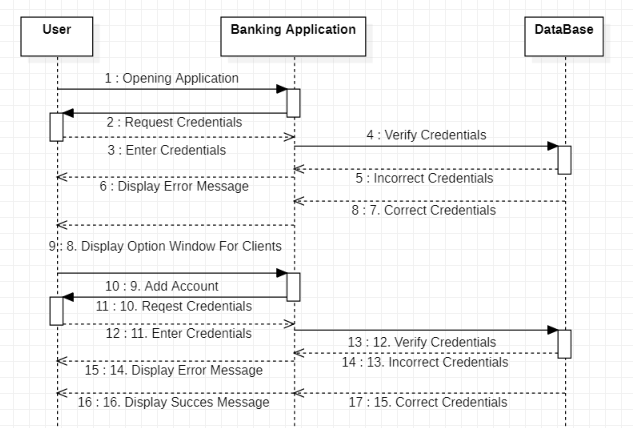 User
Banking Application
DataBase
1 : Opening Application
2 : Request Credentials
3 : Enter Credentials
4 : Verify Credentials
5 : Incorrect Credentials
6 : Display Error Message
8 : 7. Correct Credentials
9 : 8. Display Option Window For Clients
10 : 9. Add Account
11 : 10. Reqest Credentials
12 : 11. Enter Credentials
13 : 12. Verify Credentials
14 : 13. Incorrect Credentials
15 : 14. Display Error Message
16 : 16. Display Succes Message
17 : 15. Correct Credentials